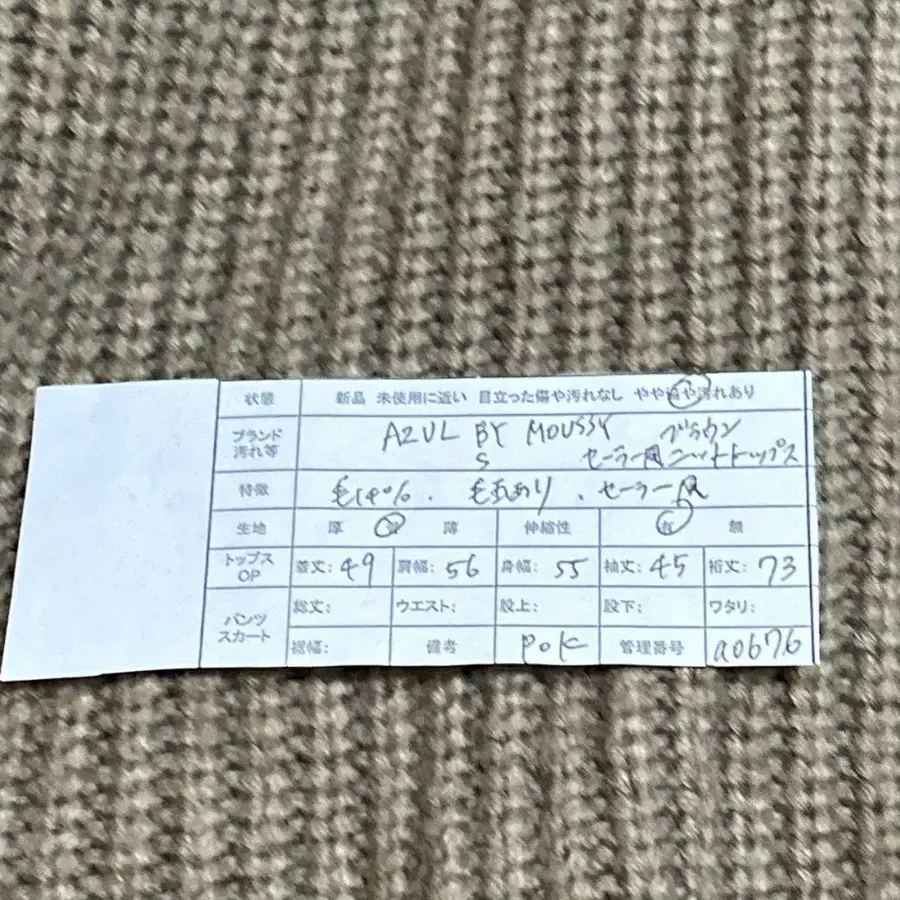 状態 新品 未使用に近い 目立った傷や汚れなし やや傷や汚れあり
ブランド 汚れ等 AZUL BY MOUSSY ブラウン
S セーラー風ニットトップス
特徴 毛14%. 毛玉あり. セーラー風
生地 厚 普 薄 伸縮性 有 無
トップス OP 着丈: 49 肩幅: 56 身幅: 55 袖丈: 45 裄丈: 73
パンツ スカート 総丈: ウエスト: 股上: 股下: ワタリ:
裾幅: 備考 POK 管理番号 a0676